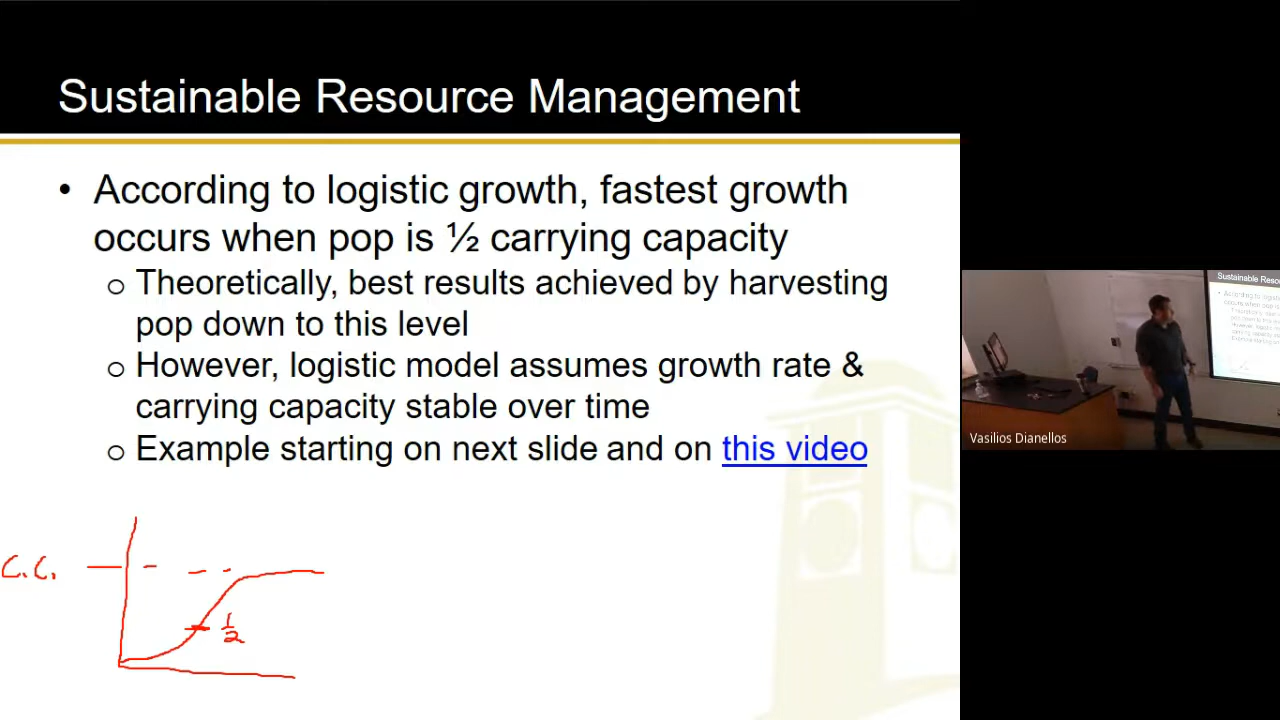 Sustainable Resource Management
• According to logistic growth, fastest growth
occurs when pop is ½ carrying capacity
o Theoretically, best results achieved by harvesting
pop down to this level
o However, logistic model assumes growth rate &
carrying capacity stable over time
o Example starting on next slide and on this video
C.C.
1/2
Sustainable Resou
Vasilios Dianellos